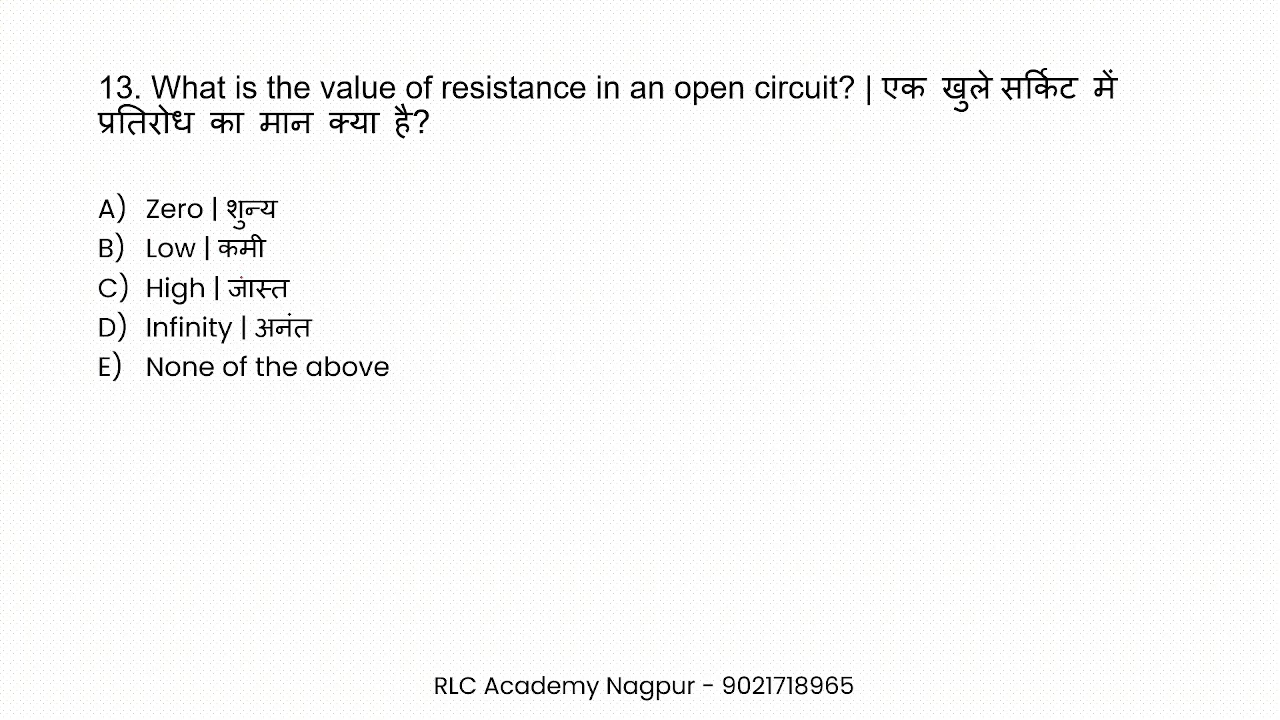 13. What is the value of resistance in an open circuit? | एक खुले सर्किट में
प्रतिरोध का मान क्या है?
A) Zero | शुन्य
B) Low | कमी
C) High | जास्त
D) Infinity | अनंत
E) None of the above
RLC Academy Nagpur - 9021718965